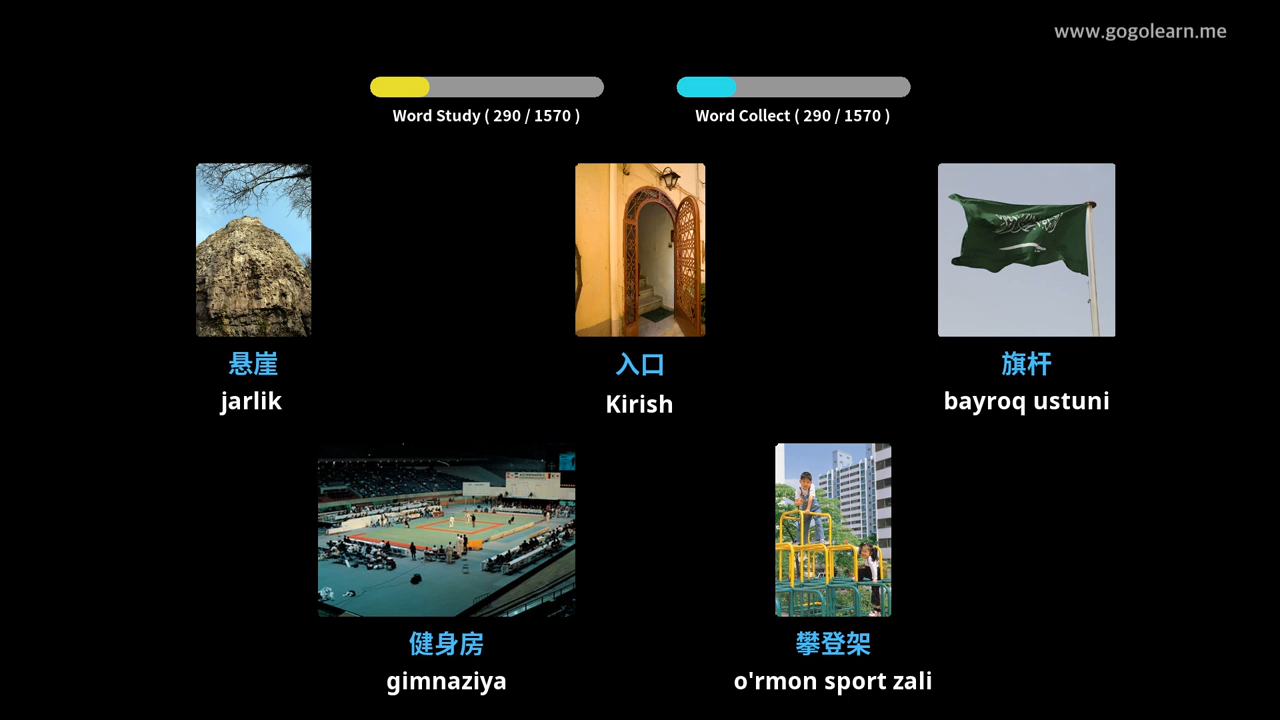 www.gogolearn.me
Word Study ( 290 / 1570 )
Word Collect ( 290 / 1570 )
悬崖
jarlik
入口
Kirish
旗杆
bayroq ustuni
健身房
gimnaziya
攀登架
o'rmon sport zali